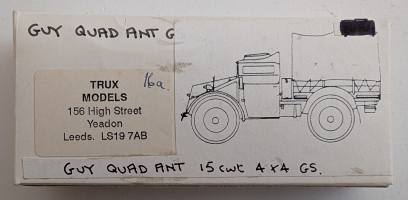 GUY QUAD ANT G
TRUX
MODELS
156 High Street
Yeadon
Leeds. LS19 7AB
16a.
GUY QUAD ANT 15 cwt 4x4 GS.